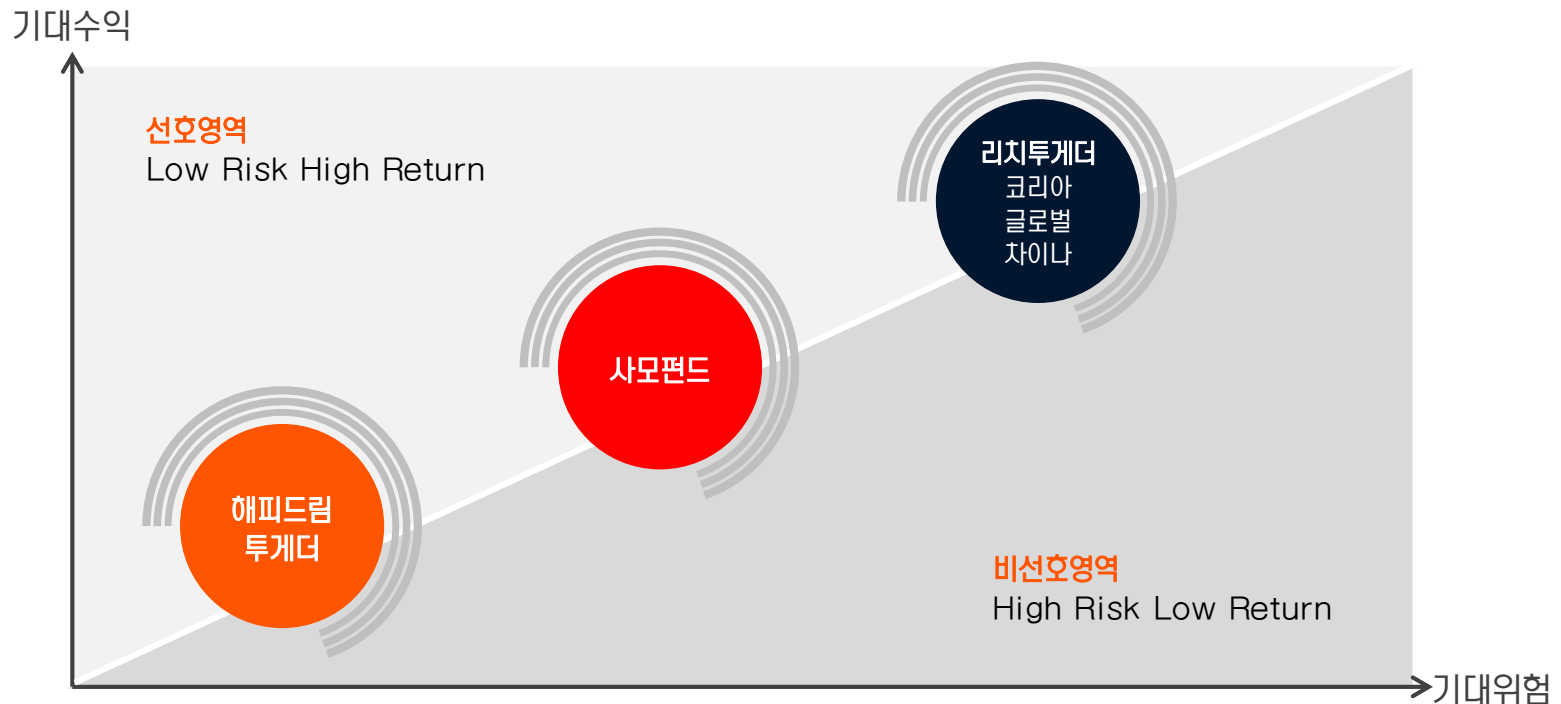 기대수익
선호영역
Low Risk High Return
리치투게더
코리아
글로벌
차이나
사모펀드
해피드림
투게더
비선호영역
High Risk Low Return
기대위험